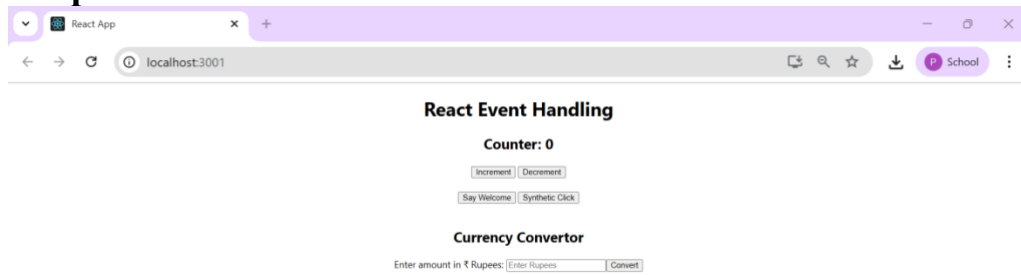 React App
localhost:3001
P School
React Event Handling
Counter: 0
Increment Decrement
Say Welcome Synthetic Click
Currency Convertor
Enter amount in ₹ Rupees: Enter Rupees Convert